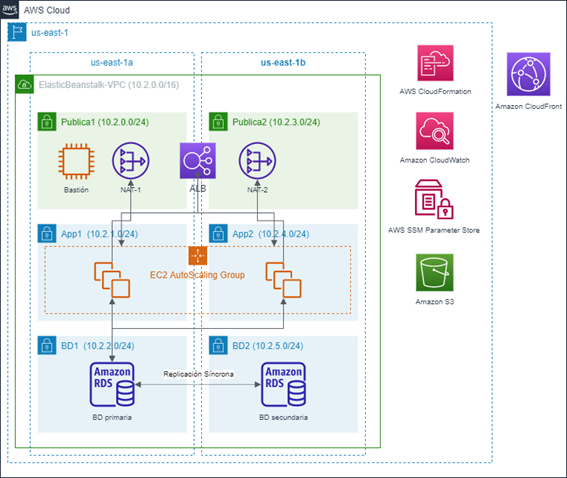 aws
AWS Cloud
us-east-1
us-east-1a
us-east-1b
ElasticBeanstalk-VPC (10.2.0.0/16)
Publica1 (10.2.0.0/24)
Publica2 (10.2.3.0/24)
Bastión
NAT-1
ALB
NAT-2
App1 (10.2.1.0/24)
App2 (10.2.4.0/24)
EC2 AutoScaling Group
BD1 (10.2.2.0/24)
BD2 (10.2.5.0/24)
Amazon
RDS
Replicación Síncrona
Amazon
RDS
BD primaria
BD secundaria
AWS CloudFormation
Amazon CloudFront
Amazon CloudWatch
AWS SSM Parameter Store
Amazon S3